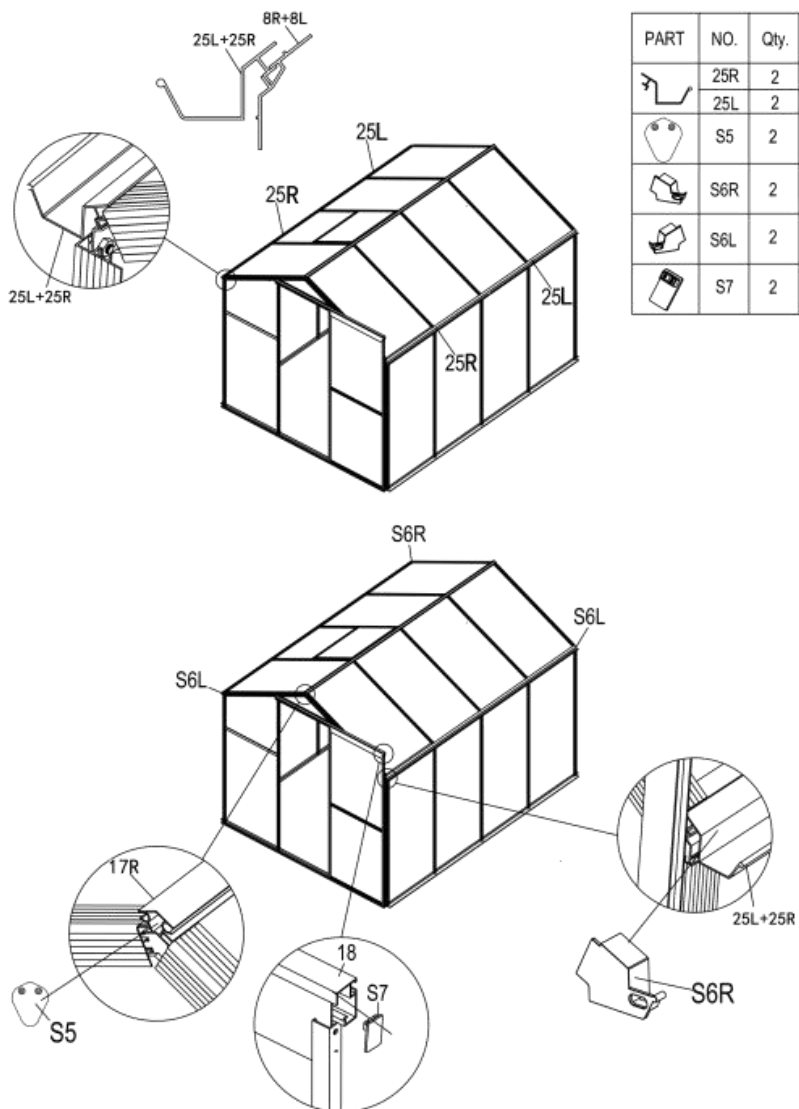 8R+8L
25L+25R
25L
25R
25L+25R
25L
25R
PART NO. Qty.
25R 2
25L 2
S5 2
S6R 2
S6L 2
S7 2
S6R
S6L
S6L
17R
25L+25R
18
S7
S6R
S5